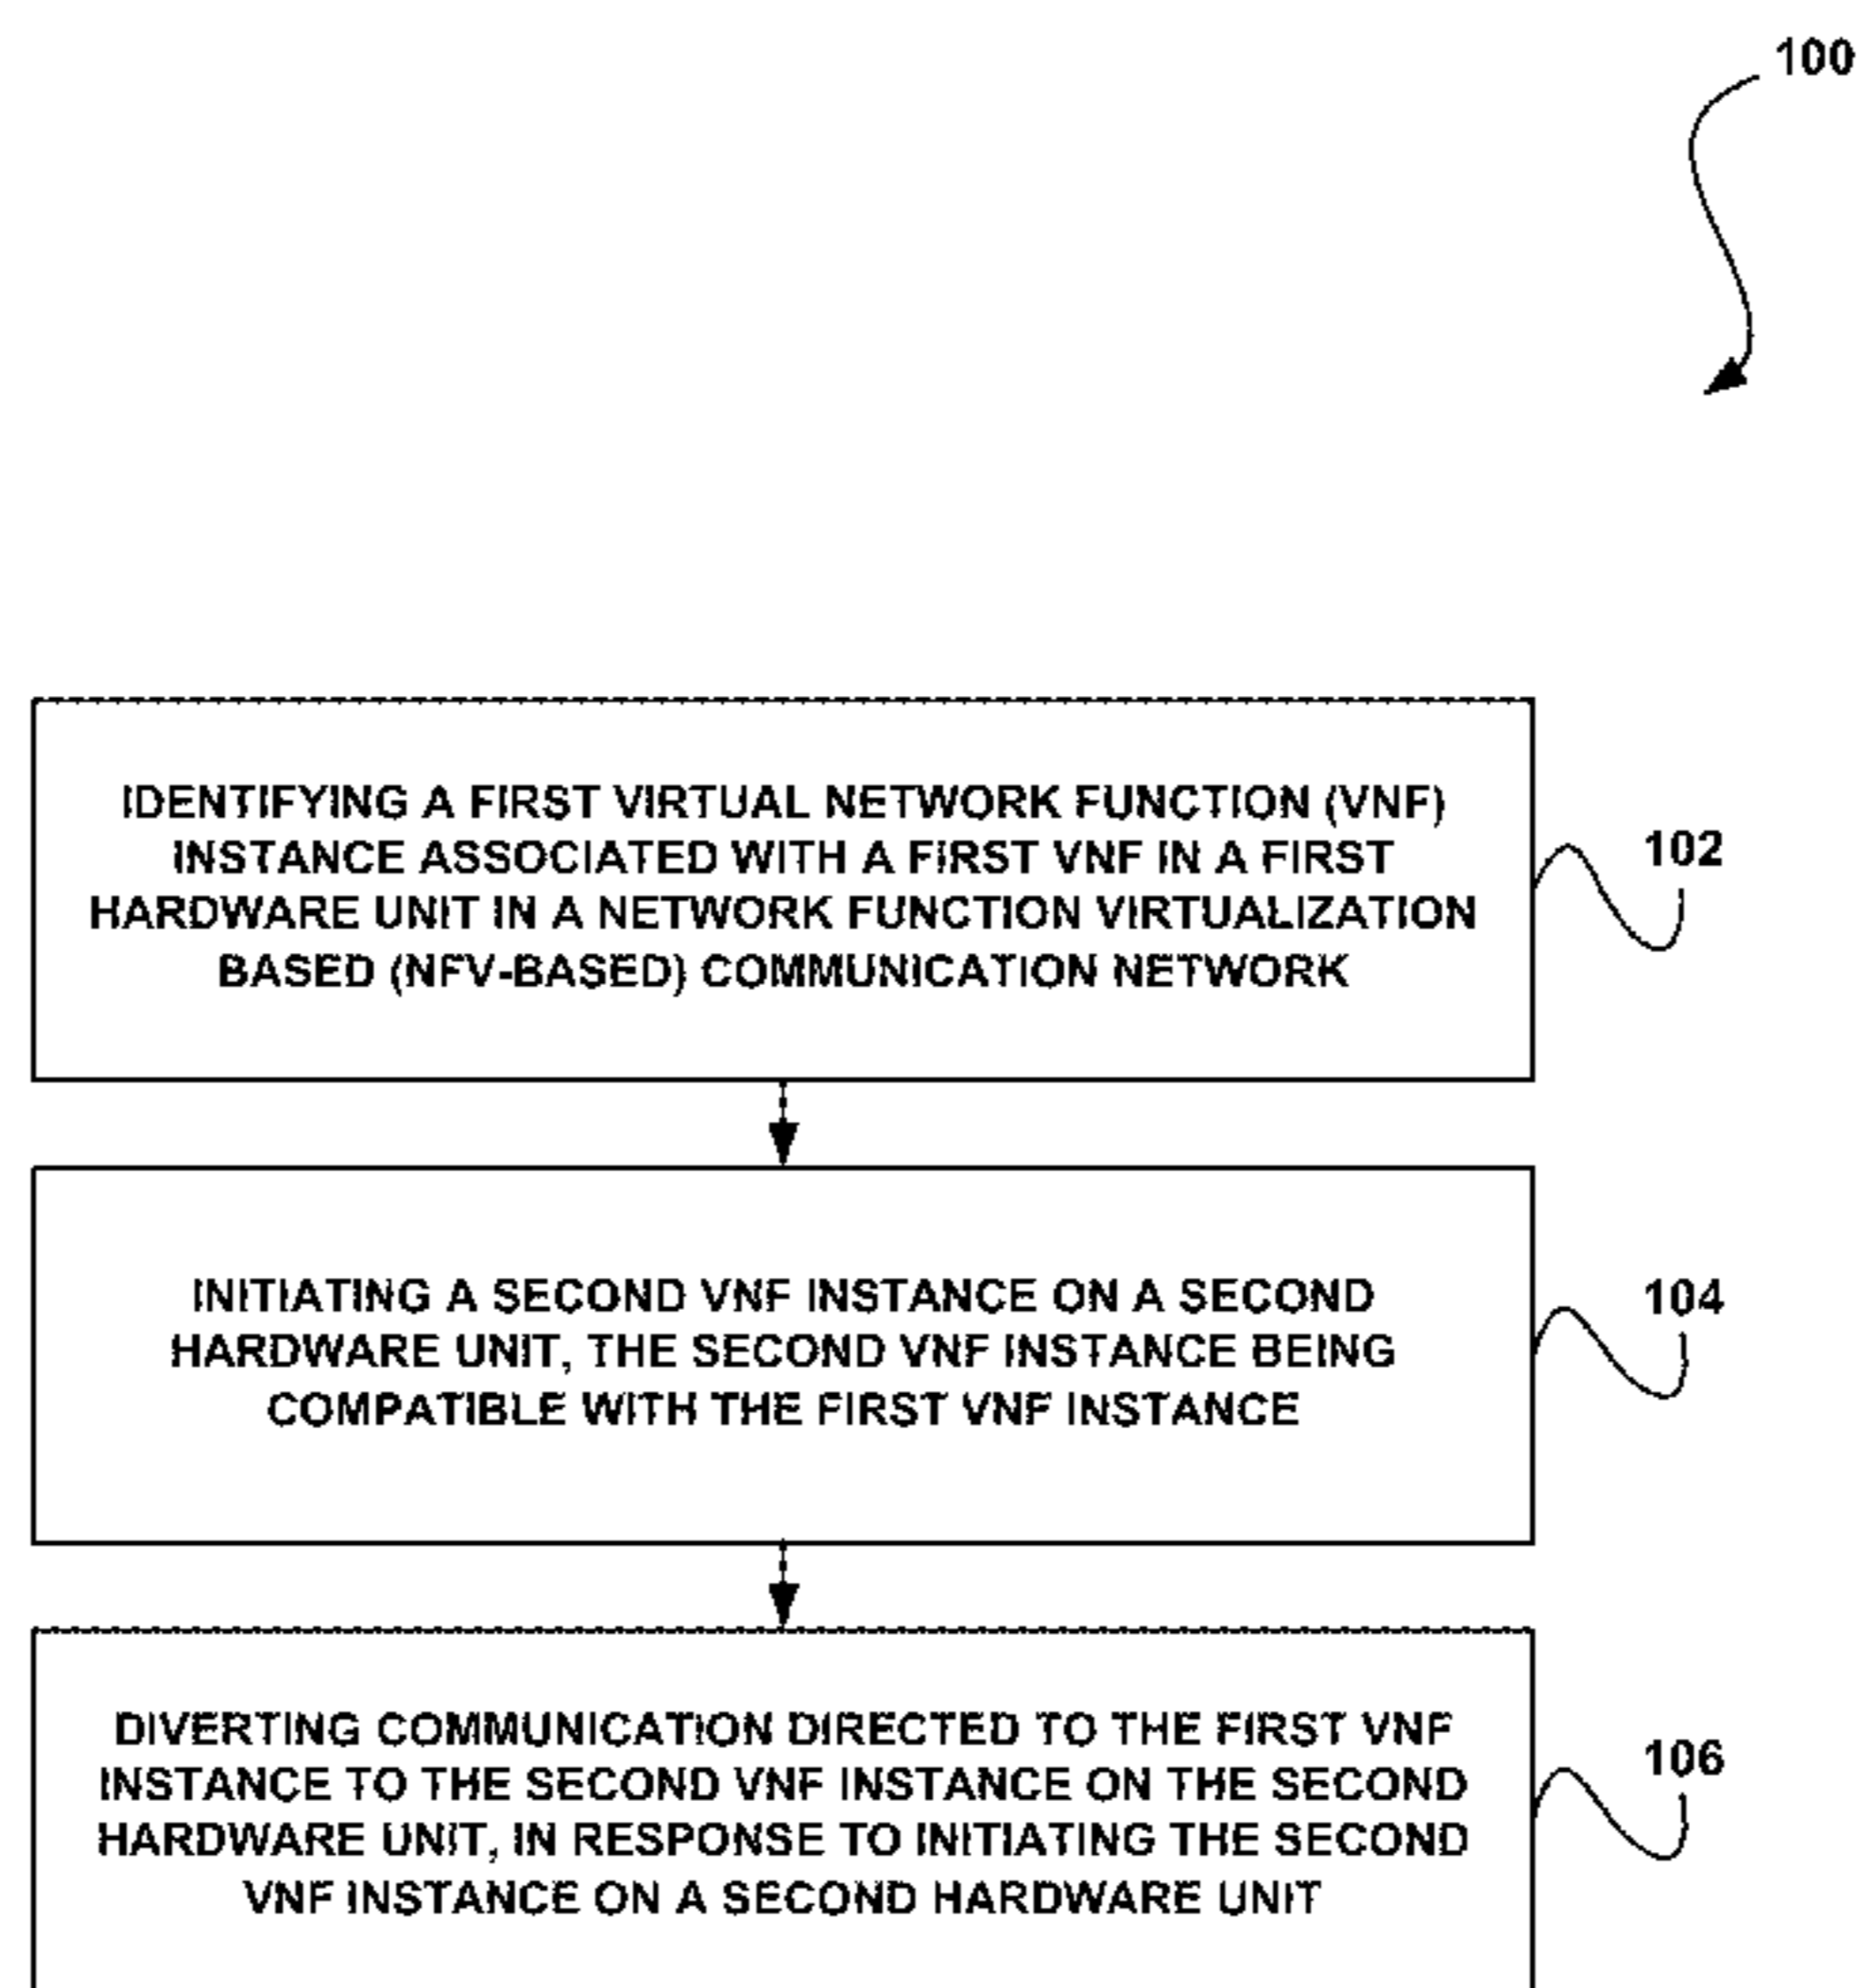 100
IDENTIFYING A FIRST VIRTUAL NETWORK FUNCTION (VNF)
INSTANCE ASSOCIATED WITH A FIRST VNF IN A FIRST
HARDWARE UNIT IN A NETWORK FUNCTION VIRTUALIZATION
BASED (NFV-BASED) COMMUNICATION NETWORK
102
INITIATING A SECOND VNF INSTANCE ON A SECOND
HARDWARE UNIT, THE SECOND VNF INSTANCE BEING
COMPATIBLE WITH THE FIRST VNF INSTANCE
104
DIVERTING COMMUNICATION DIRECTED TO THE FIRST VNF
INSTANCE TO THE SECOND VNF INSTANCE ON THE SECOND
HARDWARE UNIT, IN RESPONSE TO INITIATING THE SECOND
VNF INSTANCE ON A SECOND HARDWARE UNIT
106